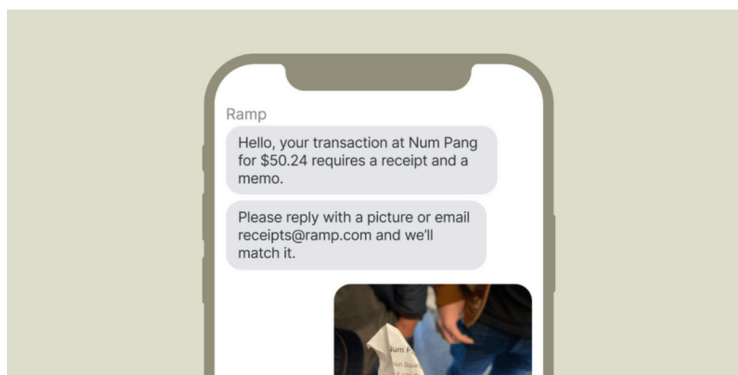 Ramp
Hello, your transaction at Num Pang
for $50.24 requires a receipt and a
memo.
Please reply with a picture or email
receipts@ramp.com and we'll
match it.